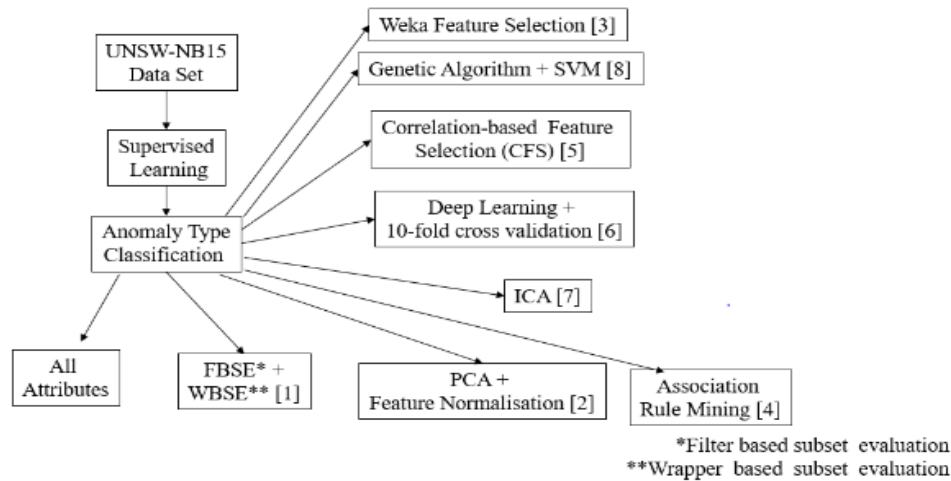 UNSW-NB15
Data Set
Supervised
Learning
Anomaly Type
Classification
Weka Feature Selection [3]
Genetic Algorithm + SVM [8]
Correlation-based Feature
Selection (CFS) [5]
Deep Learning +
10-fold cross validation [6]
ICA [7]
All
Attributes
FBSE* +
WBSE** [1]
PCA +
Feature Normalisation [2]
Association
Rule Mining [4]
*Filter based subset evaluation
**Wrapper based subset evaluation